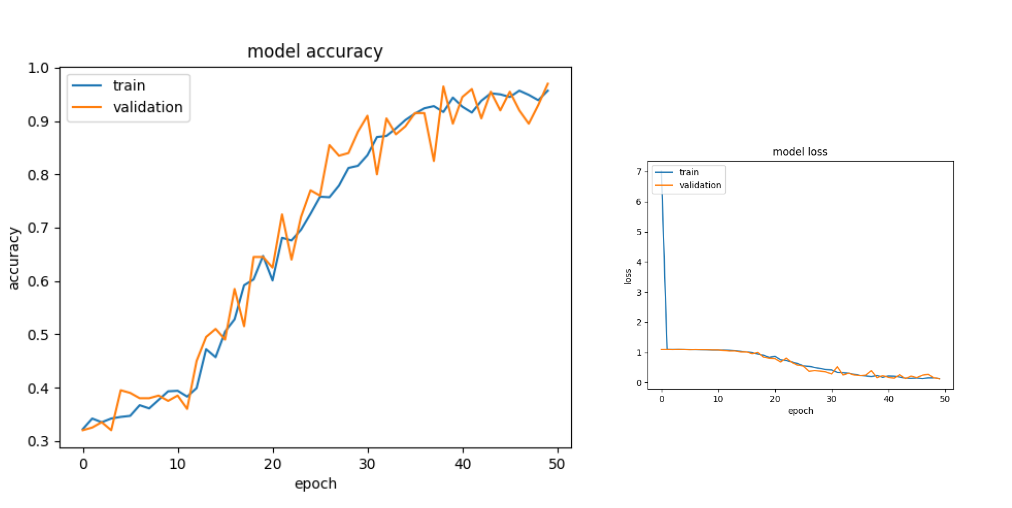 model accuracy
train
validation
1.0
0.9
0.8
0.7
0.6
0.5
0.4
0.3
accuracy
0 10 20 30 40 50
epoch
model loss
train
validation
7
6
5
4
3
2
1
0
loss
0 10 20 30 40 50
epoch